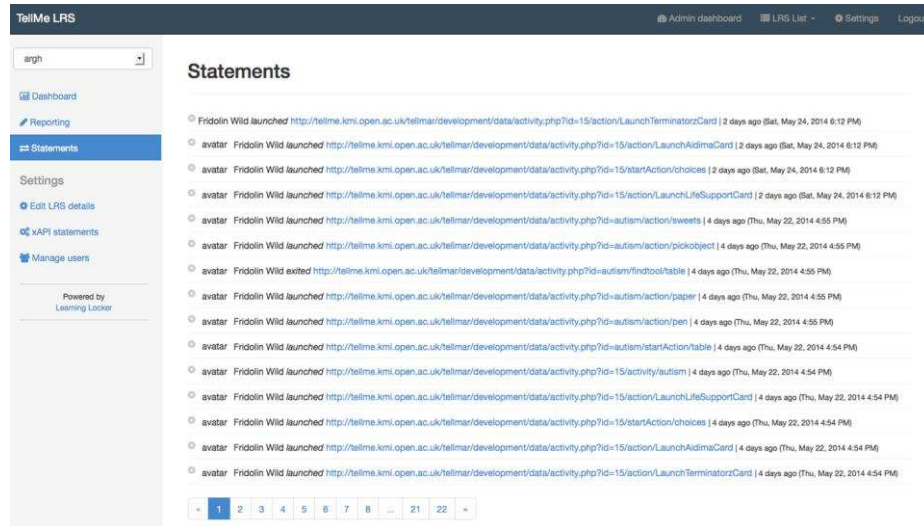 TellMe LRS
Admin dashboard
LRS List
Settings
Logou
argh
Dashboard
Reporting
Statements
Settings
Edit LRS details
xAPI statements
Manage users
Powered by
Learning Locker
Statements
Fridolin Wild launched http://tellme.kmi.open.ac.uk/tellmar/development/data/activity.php?id=15/action/LaunchTerminatorzCard | 2 days ago (Sat, May 24, 2014 6:12 PM)
avatar Fridolin Wild launched http://tellme.kmi.open.ac.uk/tellmar/development/data/activity.php?id=15/action/LaunchAidimaCard | 2 days ago (Sat, May 24, 2014 6:12 PM)
avatar Fridolin Wild launched http://tellme.kmi.open.ac.uk/tellmar/development/data/activity.php?id=15/startAction/choices | 2 days ago (Sat, May 24, 2014 6:12 PM)
avatar Fridolin Wild launched http://tellme.kmi.open.ac.uk/tellmar/development/data/activity.php?id=15/action/LaunchLifeSupportCard | 2 days ago (Sat, May 24, 2014 6:12 PM)
avatar Fridolin Wild launched http://tellme.kmi.open.ac.uk/tellmar/development/data/activity.php?id=autism/action/sweets | 4 days ago (Thu, May 22, 2014 4:55 PM)
avatar Fridolin Wild launched http://tellme.kmi.open.ac.uk/tellmar/development/data/activity.php?id=autism/action/pickobject | 4 days ago (Thu, May 22, 2014 4:55 PM)
avatar Fridolin Wild exited http://tellme.kmi.open.ac.uk/tellmar/development/data/activity.php?id=autism/findtool/table | 4 days ago (Thu, May 22, 2014 4:55 PM)
avatar Fridolin Wild launched http://tellme.kmi.open.ac.uk/tellmar/development/data/activity.php?id=autism/action/paper | 4 days ago (Thu, May 22, 2014 4:55 PM)
avatar Fridolin Wild launched http://tellme.kmi.open.ac.uk/tellmar/development/data/activity.php?id=autism/action/pen | 4 days ago (Thu, May 22, 2014 4:55 PM)
avatar Fridolin Wild launched http://tellme.kmi.open.ac.uk/tellmar/development/data/activity.php?id=autism/startAction/table | 4 days ago (Thu, May 22, 2014 4:54 PM)
avatar Fridolin Wild launched http://tellme.kmi.open.ac.uk/tellmar/development/data/activity.php?id=15/activity/autism | 4 days ago (Thu, May 22, 2014 4:54 PM)
avatar Fridolin Wild launched http://tellme.kmi.open.ac.uk/tellmar/development/data/activity.php?id=15/action/LaunchLifeSupportCard | 4 days ago (Thu, May 22, 2014 4:54 PM)
avatar Fridolin Wild launched http://tellme.kmi.open.ac.uk/tellmar/development/data/activity.php?id=15/startAction/choices | 4 days ago (Thu, May 22, 2014 4:54 PM)
avatar Fridolin Wild launched http://tellme.kmi.open.ac.uk/tellmar/development/data/activity.php?id=15/action/LaunchAidimaCard | 4 days ago (Thu, May 22, 2014 4:54 PM)
avatar Fridolin Wild launched http://tellme.kmi.open.ac.uk/tellmar/development/data/activity.php?id=15/action/LaunchTerminatorzCard | 4 days ago (Thu, May 22, 2014 4:54 PM)
« 1 2 3 4 5 6 7 8 ... 21 22 »